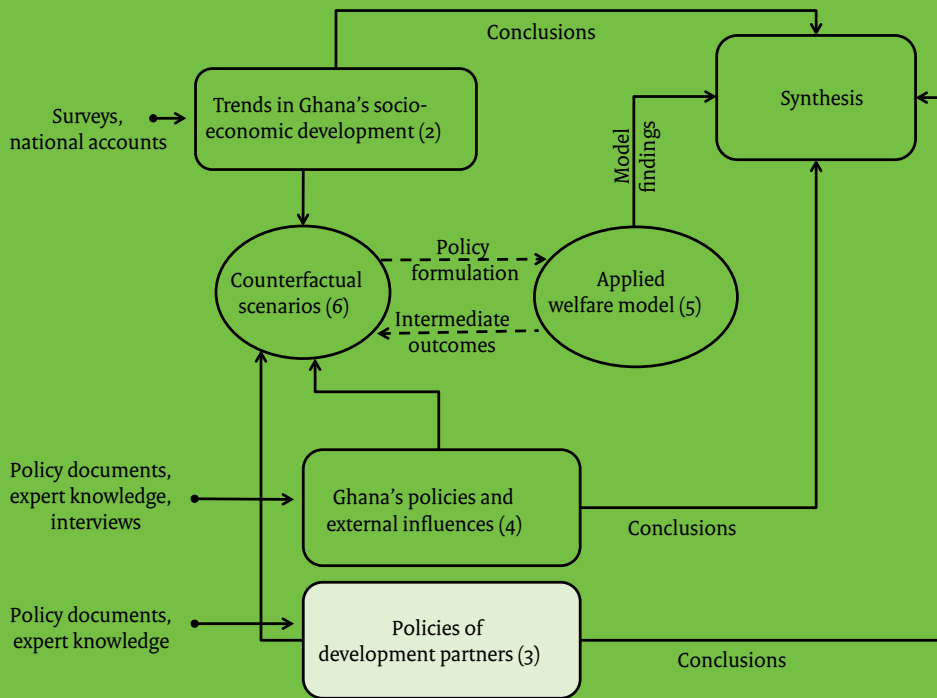 Conclusions
Trends in Ghana's socio-
economic development (2)
Synthesis
Surveys,
national accounts
Model
findings
Policy
formulation
Counterfactual
scenarios (6)
Applied
welfare model (5)
Intermediate
outcomes
Policy documents,
expert knowledge,
interviews
Ghana's policies and
external influences (4)
Conclusions
Policy documents,
expert knowledge
Policies of
development partners (3)
Conclusions